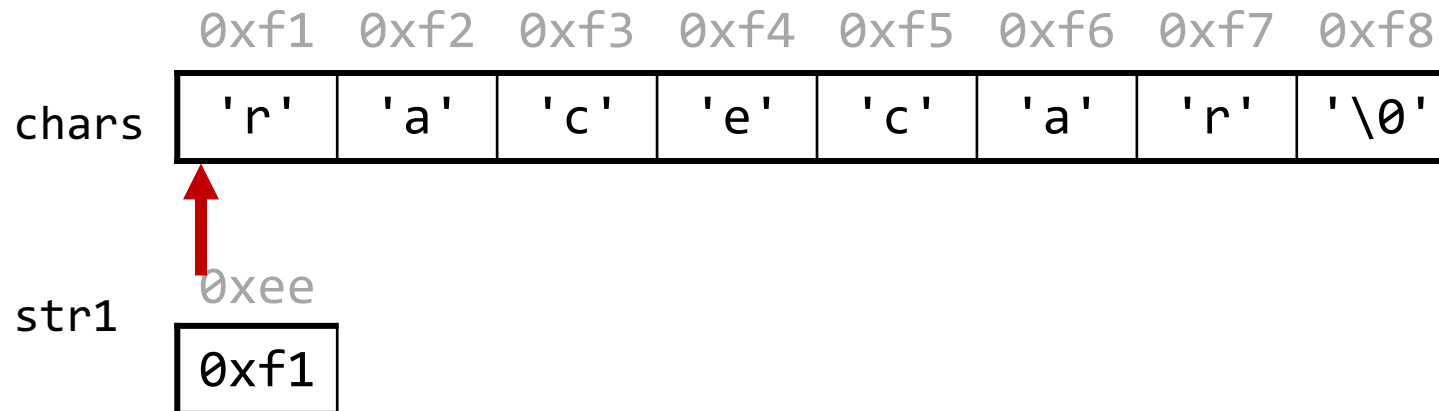 0xf1 0xf2 0xf3 0xf4 0xf5 0xf6 0xf7 0xf8
chars 'r' 'a' 'c' 'e' 'c' 'a' 'r' '\0'
0xee
str1
0xf1